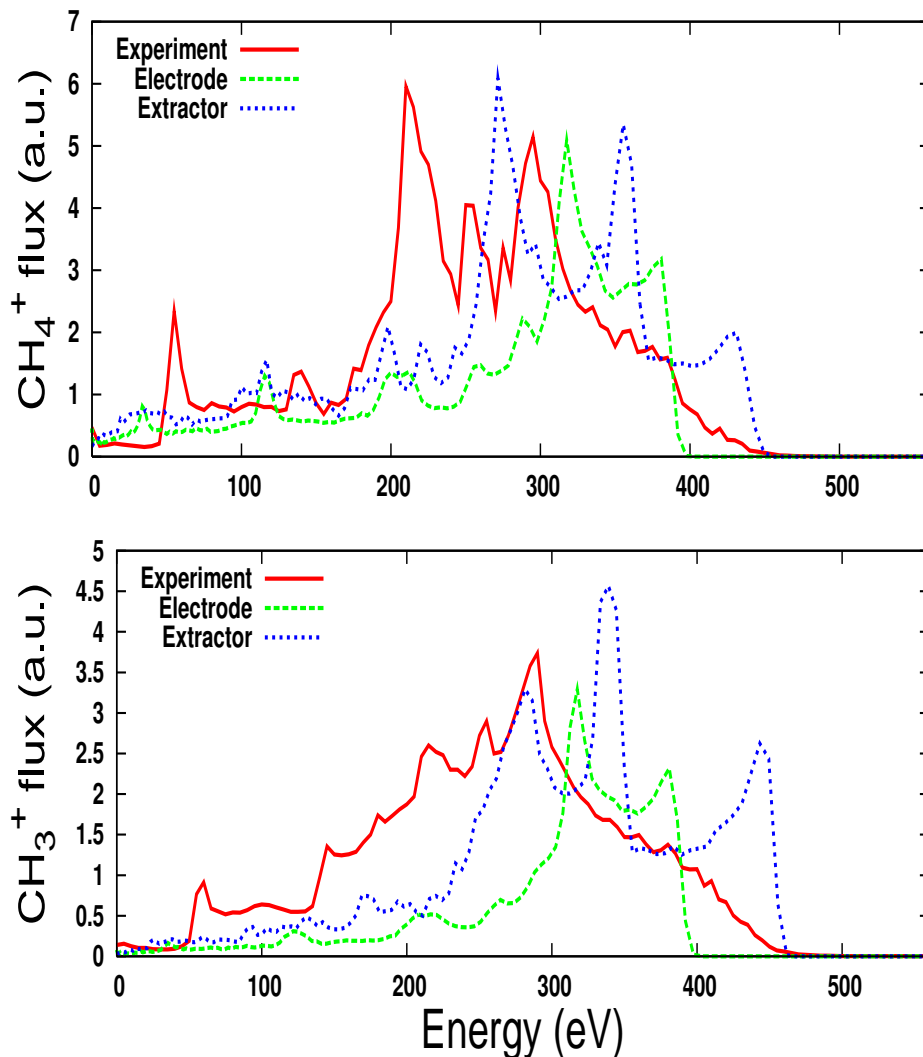 7
6
5
4
3
2
1
0
CH₄⁺ flux (a.u.)
Experiment
Electrode
Extractor
0 100 200 300 400 500
5
4.5
4
3.5
3
2.5
2
1.5
1
0.5
0
CH₃⁺ flux (a.u.)
Experiment
Electrode
Extractor
0 100 200 300 400 500
Energy (eV)